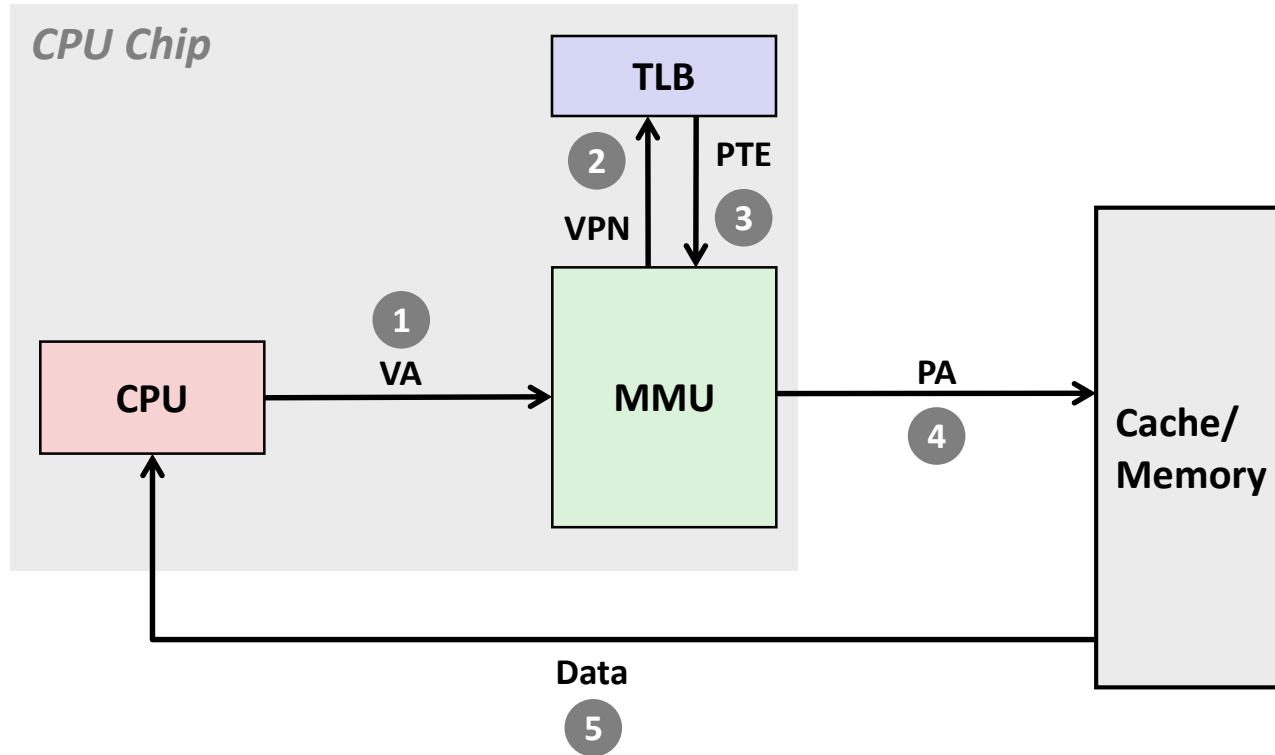 CPU Chip
TLB
2
PTE
VPN
3
1
VA
CPU
MMU
PA
4
Cache/
Memory
Data
5